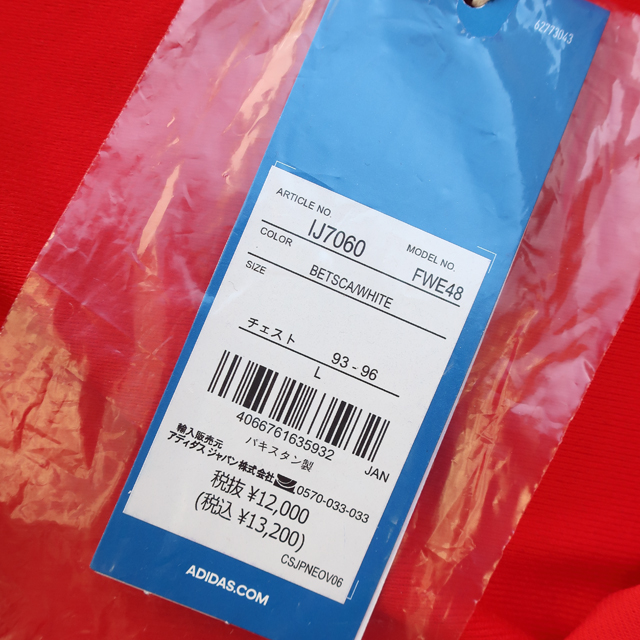 62773043
ARTICLE NO. IJ7060 MODEL NO. FWE48
COLOR BETSCA/WHITE
SIZE
チェスト 93 - 96
L
4066761635932 JAN
パキスタン製
輸入販売元
アディダス ジャパン株式会社 0570-033-033
税抜 ¥12,000
(税込 ¥13,200)
CSJPNEOV06
ADIDAS.COM